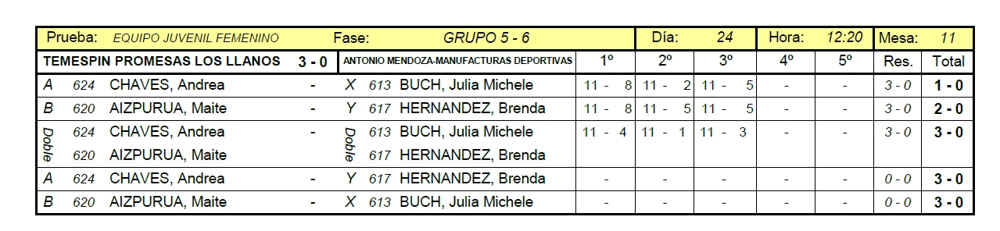 Prueba: EQUIPO JUVENIL FEMENINO Fase: GRUPO 5 - 6 Día: 24 Hora: 12:20 Mesa: 11
TEMESPIN PROMESAS LOS LLANOS 3 - 0 ANTONIO MENDOZA-MANUFACTURAS DEPORTIVAS 1º 2º 3º 4º 5º Res. Total
A 624 CHAVES, Andrea - X 613 BUCH, Julia Michele 11 - 8 11 - 2 11 - 5 - - 3 - 0 1 - 0
B 620 AIZPURUA, Maite - Y 617 HERNANDEZ, Brenda 11 - 8 11 - 5 11 - 5 - - 3 - 0 2 - 0
Doble 624 CHAVES, Andrea - Doble 613 BUCH, Julia Michele 11 - 4 11 - 1 11 - 3 - - 3 - 0 3 - 0
620 AIZPURUA, Maite 617 HERNANDEZ, Brenda
A 624 CHAVES, Andrea - Y 617 HERNANDEZ, Brenda - - - - - 0 - 0 3 - 0
B 620 AIZPURUA, Maite - X 613 BUCH, Julia Michele - - - - - 0 - 0 3 - 0